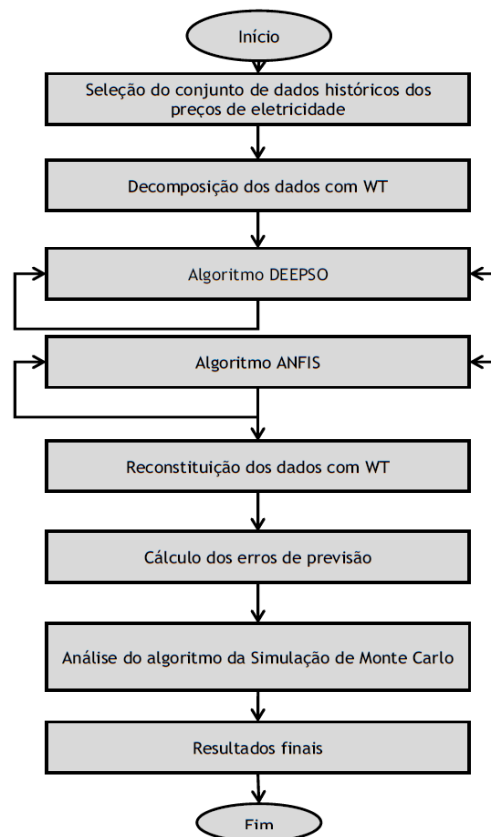 Início
Seleção do conjunto de dados históricos dos
preços de eletricidade
Decomposição dos dados com WT
Algoritmo DEEPSO
Algoritmo ANFIS
Reconstituição dos dados com WT
Cálculo dos erros de previsão
Análise do algoritmo da Simulação de Monte Carlo
Resultados finais
Fim